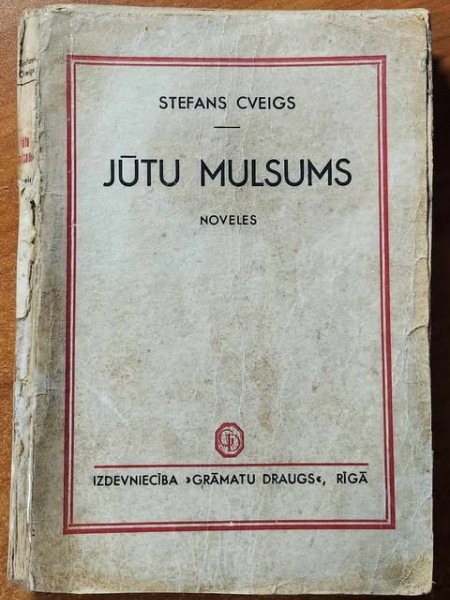 STEFANS CVEIGS
JŪTU MULSUMS
NOVELES
IZDEVNIECĪBA »GRĀMATU DRAUGS«, RĪGĀ